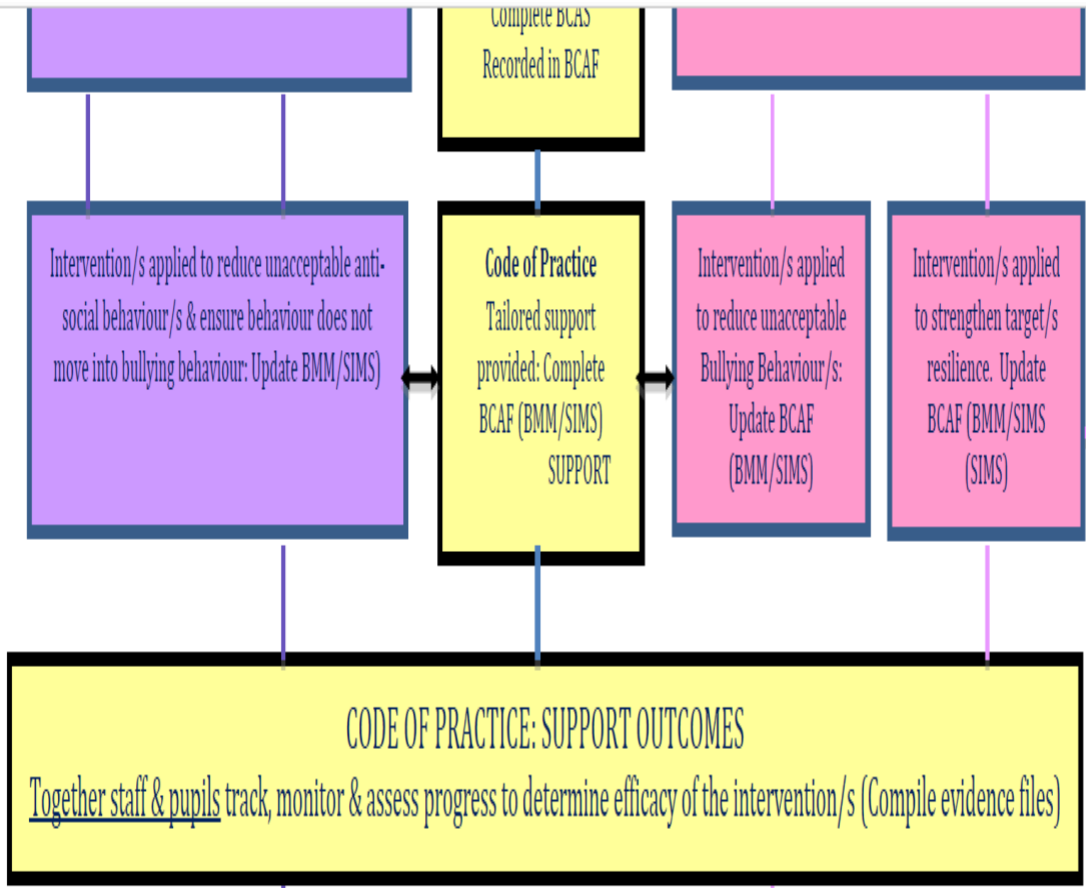 Complete BCAS
Recorded in BCAF
Intervention/s applied to reduce unacceptable anti-
social behaviour/s & ensure behaviour does not
move into bullying behaviour: Update BMM/SIMS)
Code of Practice
Tailored support
provided: Complete
BCAF (BMM/SIMS)
SUPPORT
Intervention/s applied
to reduce unacceptable
Bullying Behaviour/s:
Update BCAF
(BMM/SIMS)
Intervention/s applied
to strengthen target/s
resilience. Update
BCAF (BMM/SIMS
(SIMS)
CODE OF PRACTICE: SUPPORT OUTCOMES
Together staff & pupils track, monitor & assess progress to determine efficacy of the intervention/s (Compile evidence files)